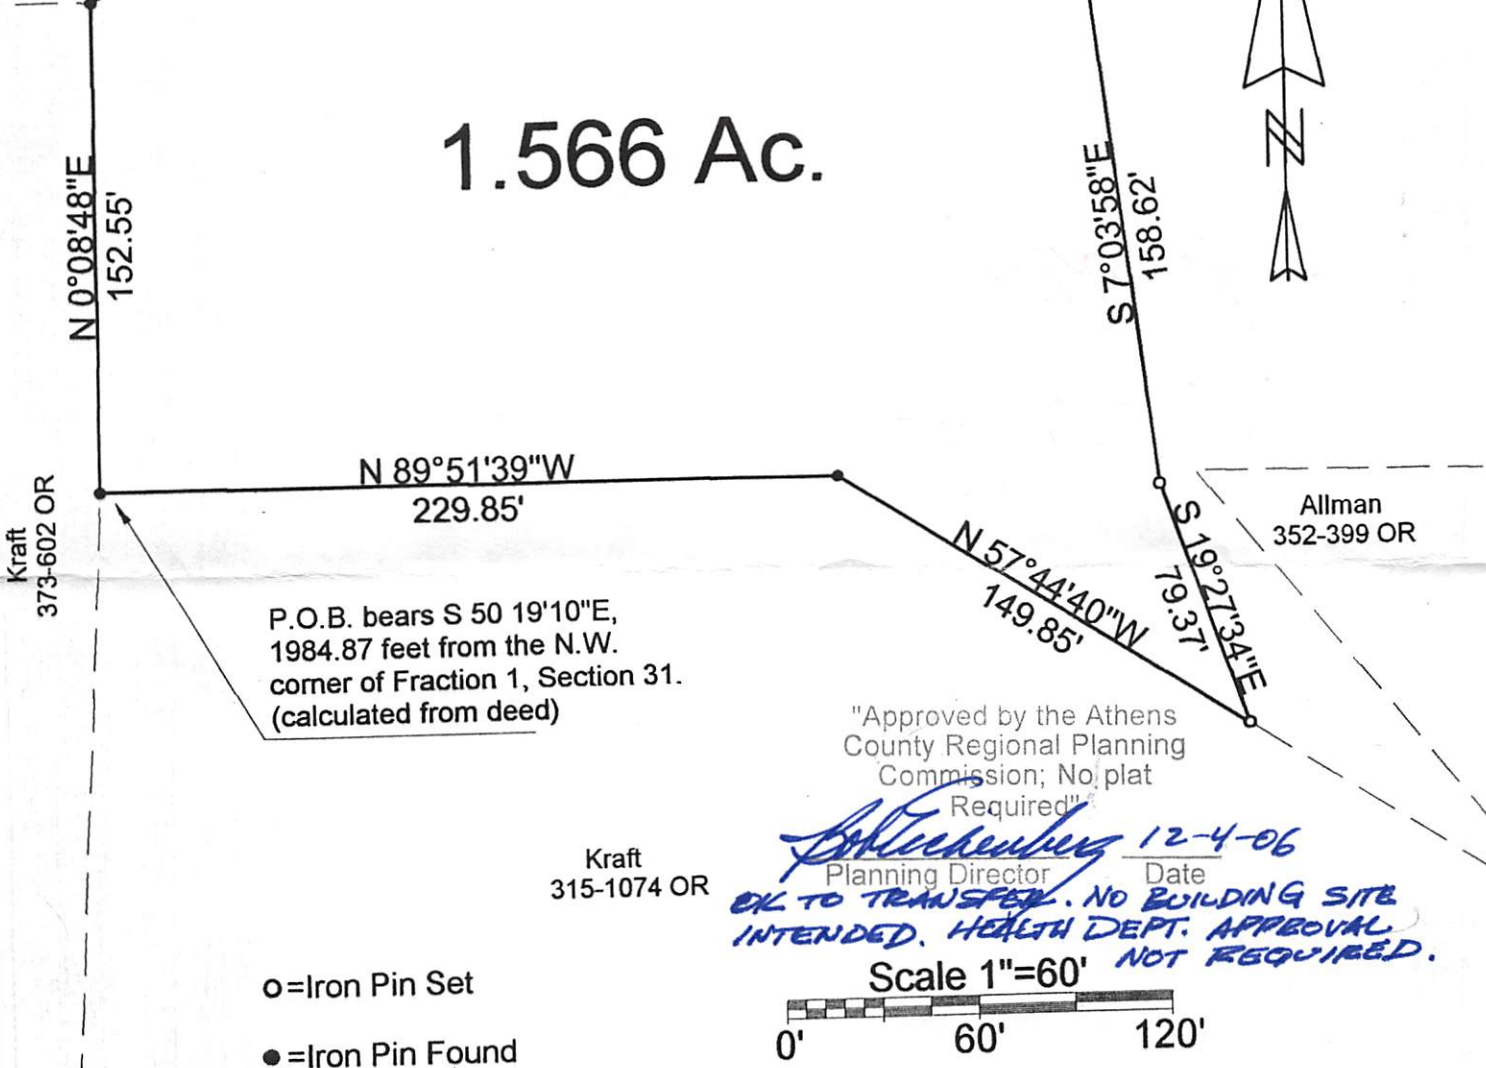 1.566 Ac.
N
N 0°08'48"E
152.55'
S 7°03'58"E
158.62'
N 89°51'39"W
229.85'
Kraft
373-602 OR
Allman
352-399 OR
S 19°27'34"E
79.37'
N 57°44'40"W
149.85'
P.O.B. bears S 50 19'10"E,
1984.87 feet from the N.W.
corner of Fraction 1, Section 31.
(calculated from deed)
"Approved by the Athens
County Regional Planning
Commission; No plat
Required"
12-4-06
Planning Director Date
OK TO TRANSFER. NO BUILDING SITE
INTENDED. HEALTH DEPT. APPROVAL
NOT REQUIRED.
Kraft
315-1074 OR
Scale 1"=60'
0' 60' 120'
o=Iron Pin Set
●=Iron Pin Found